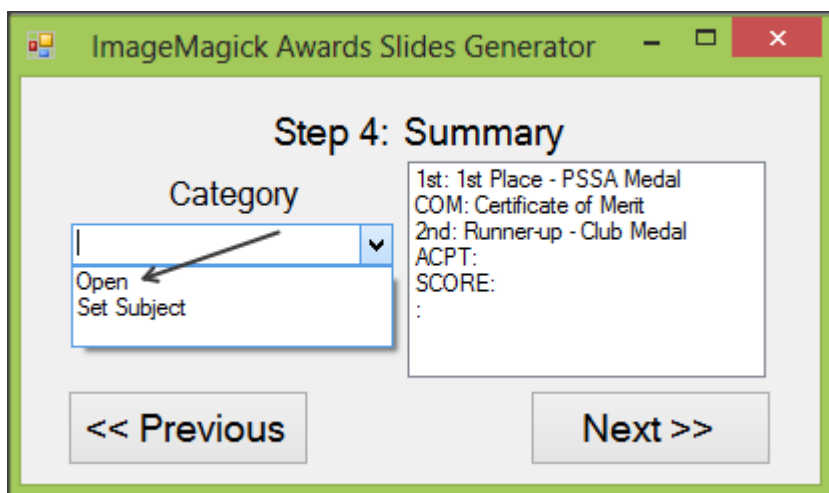 ImageMagick Awards Slides Generator
Step 4: Summary
Category
Open
Set Subject
1st: 1st Place - PSSA Medal
COM: Certificate of Merit
2nd: Runner-up - Club Medal
ACPT:
SCORE:
:
<< Previous
Next >>